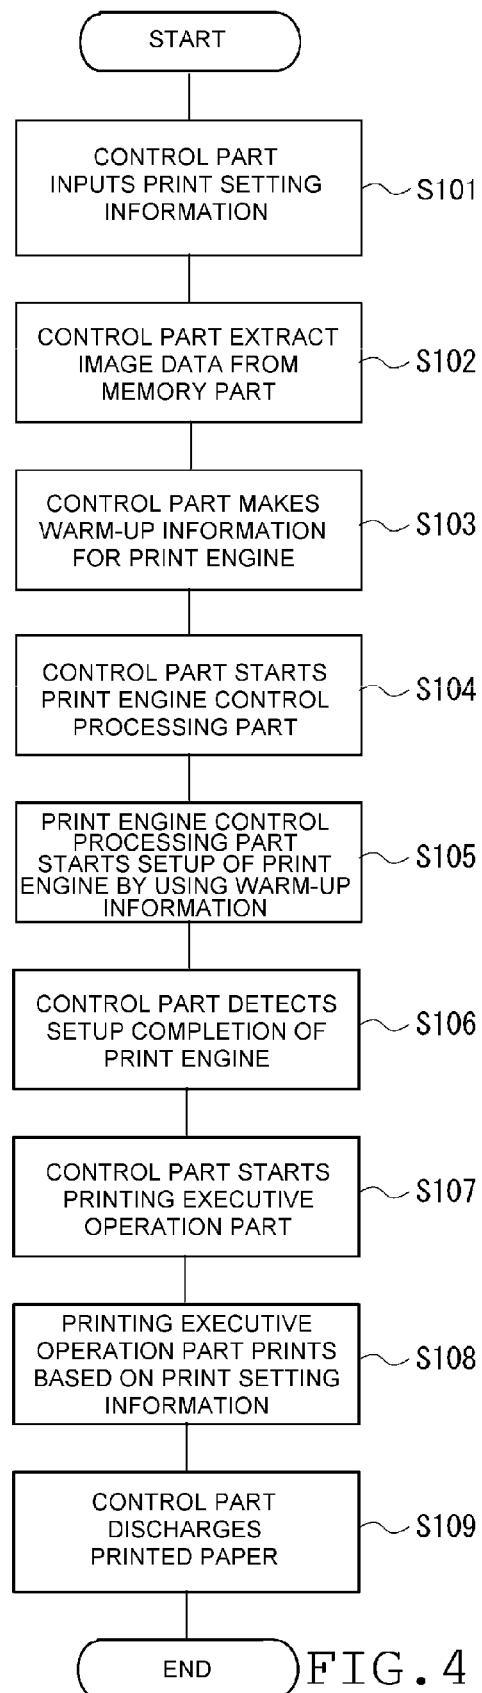 START
CONTROL PART
INPUTS PRINT SETTING
INFORMATION
S101
CONTROL PART EXTRACT
IMAGE DATA FROM
MEMORY PART
S102
CONTROL PART MAKES
WARM-UP INFORMATION
FOR PRINT ENGINE
S103
CONTROL PART STARTS
PRINT ENGINE CONTROL
PROCESSING PART
S104
PRINT ENGINE CONTROL
PROCESSING PART
STARTS SETUP OF PRINT
ENGINE BY USING WARM-UP
INFORMATION
S105
CONTROL PART DETECTS
SETUP COMPLETION OF
PRINT ENGINE
S106
CONTROL PART STARTS
PRINTING EXECUTIVE
OPERATION PART
S107
PRINTING EXECUTIVE
OPERATION PART PRINTS
BASED ON PRINT SETTING
INFORMATION
S108
CONTROL PART
DISCHARGES
PRINTED PAPER
S109
END
FIG.4